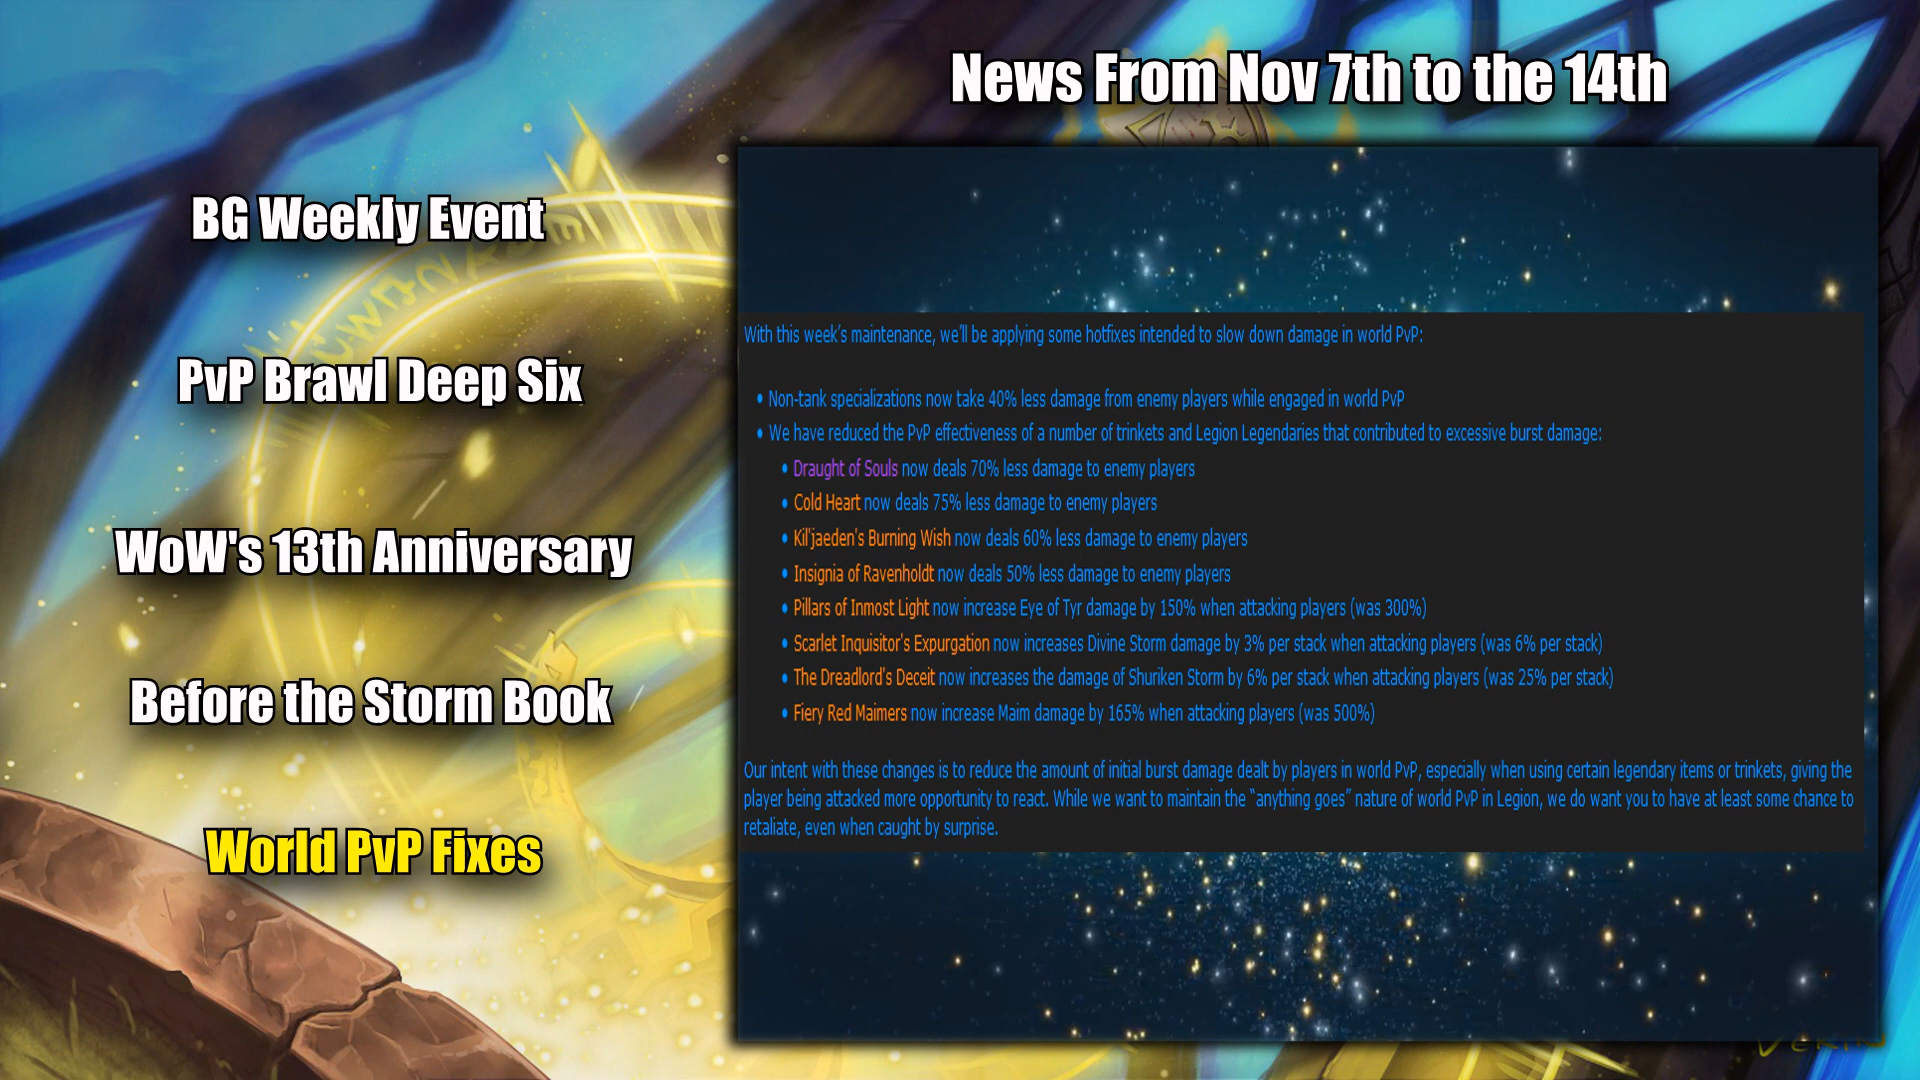 News From Nov 7th to the 14th
BG Weekly Event
PvP Brawl Deep Six
WoW's 13th Anniversary
Before the Storm Book
World PvP Fixes
With this week's maintenance, we'll be applying some hotfixes intended to slow down damage in world PvP:
• Non-tank specializations now take 40% less damage from enemy players while engaged in world PvP
• We have reduced the PvP effectiveness of a number of trinkets and Legion Legendaries that contributed to excessive burst damage:
• Draught of Souls now deals 70% less damage to enemy players
• Cold Heart now deals 75% less damage to enemy players
• Kil'jaeden's Burning Wish now deals 60% less damage to enemy players
• Insignia of Ravenholdt now deals 50% less damage to enemy players
• Pillars of Inmost Light now increase Eye of Tyr damage by 150% when attacking players (was 300%)
• Scarlet Inquisitor's Expurgation now increases Divine Storm damage by 3% per stack when attacking players (was 6% per stack)
• The Dreadlord's Deceit now increases the damage of Shuriken Storm by 6% per stack when attacking players (was 25% per stack)
• Fiery Red Maimers now increase Maim damage by 165% when attacking players (was 500%)
Our intent with these changes is to reduce the amount of initial burst damage dealt by players in world PvP, especially when using certain legendary items or trinkets, giving the
player being attacked more opportunity to react. While we want to maintain the “anything goes” nature of world PvP in Legion, we do want you to have at least some chance to
retaliate, even when caught by surprise.